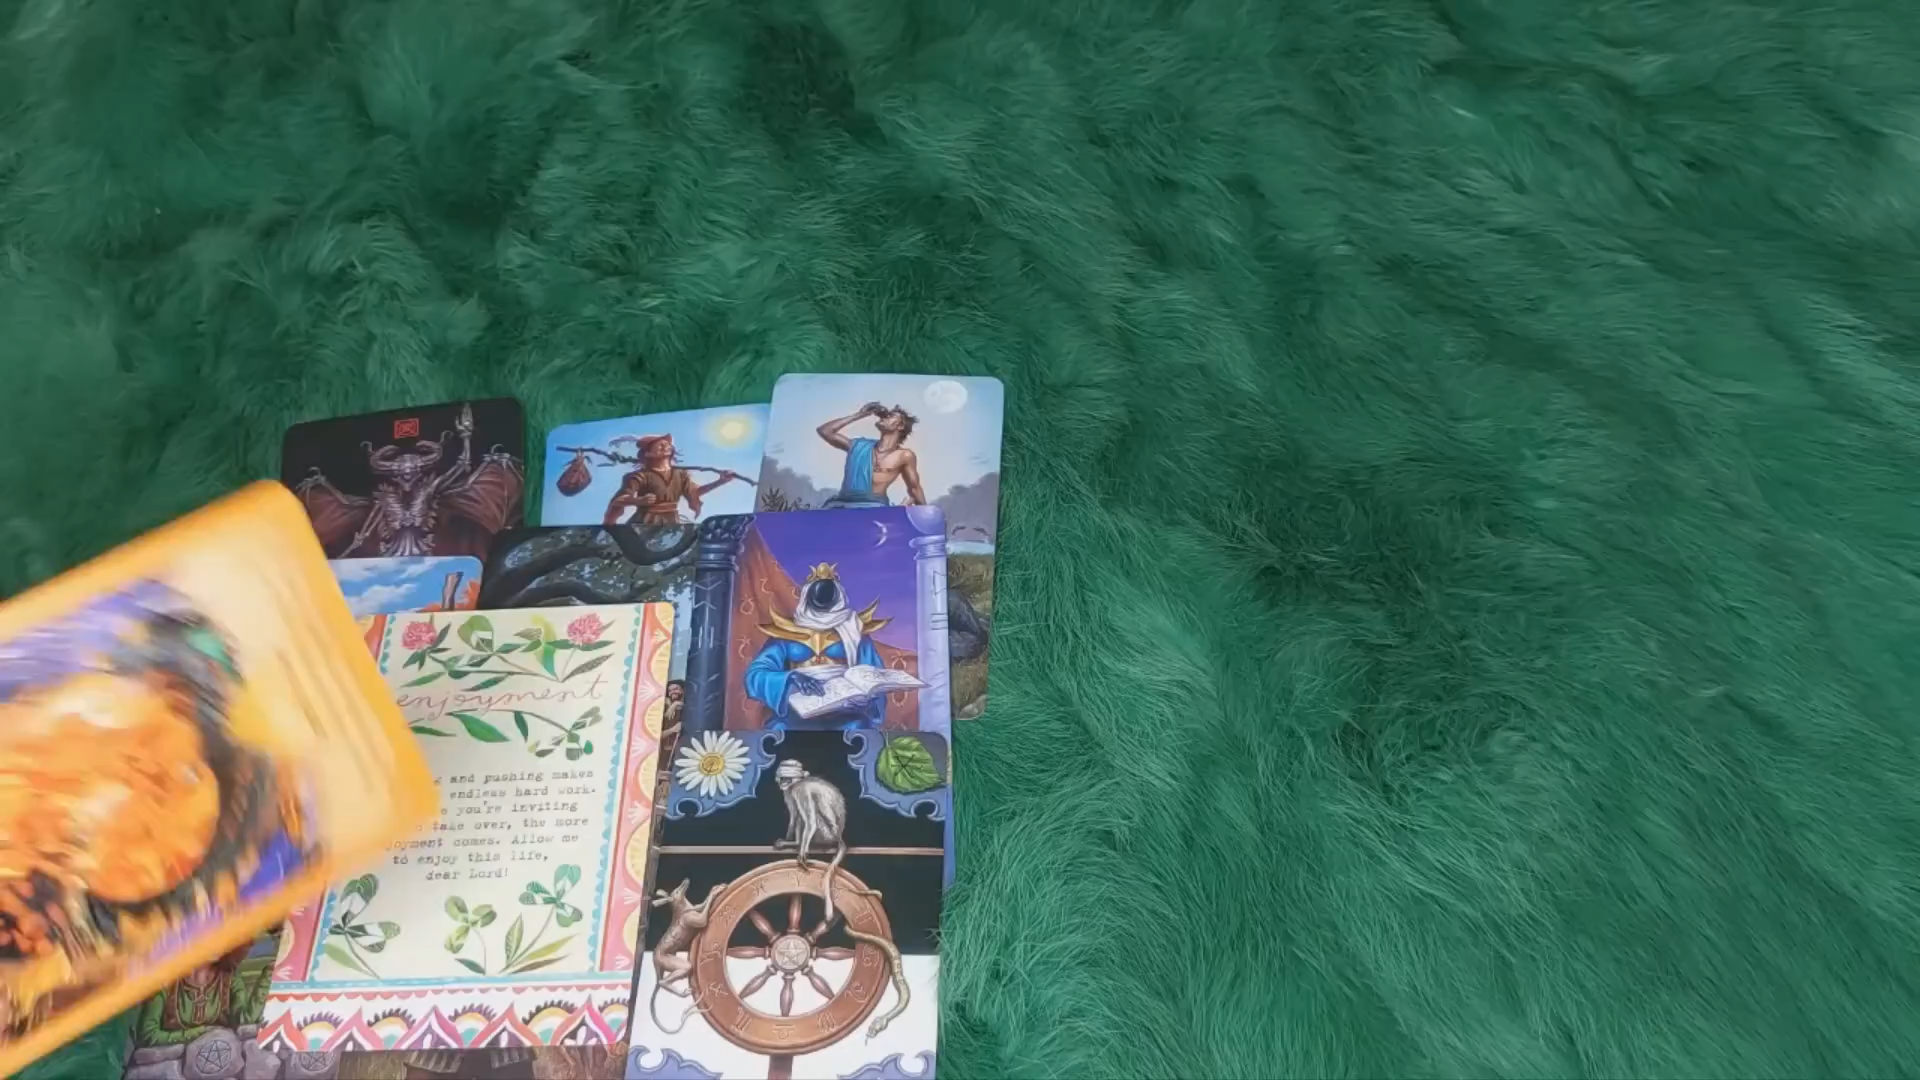 enjoyment
and pushing makes
endless hard work.
you're inviting
take over, the more
comes. Allow me
to enjoy this life,
dear Lord!